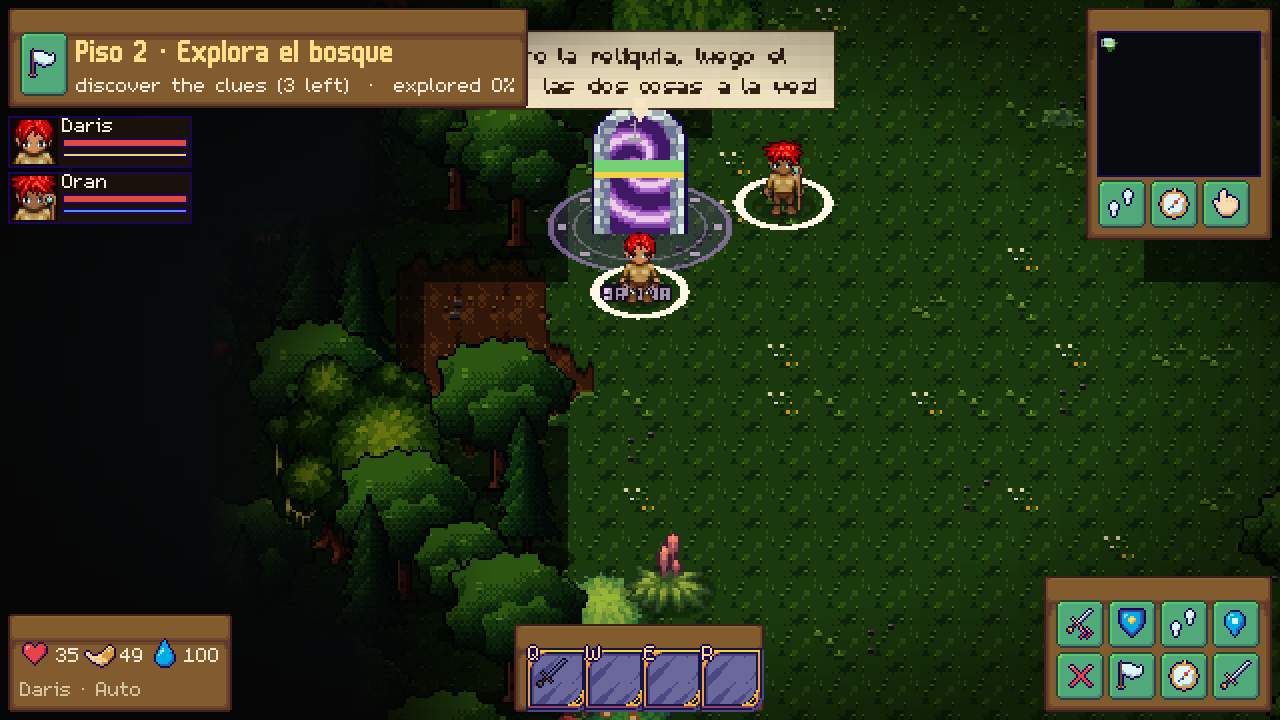 Piso 2 · Explora el bosque
discover the clues (3 left) · explored 0%
la reliquia, luego el
las dos cosas a la vez!
Daris
Oran
35 49 100
Daris · Auto
Q W E R